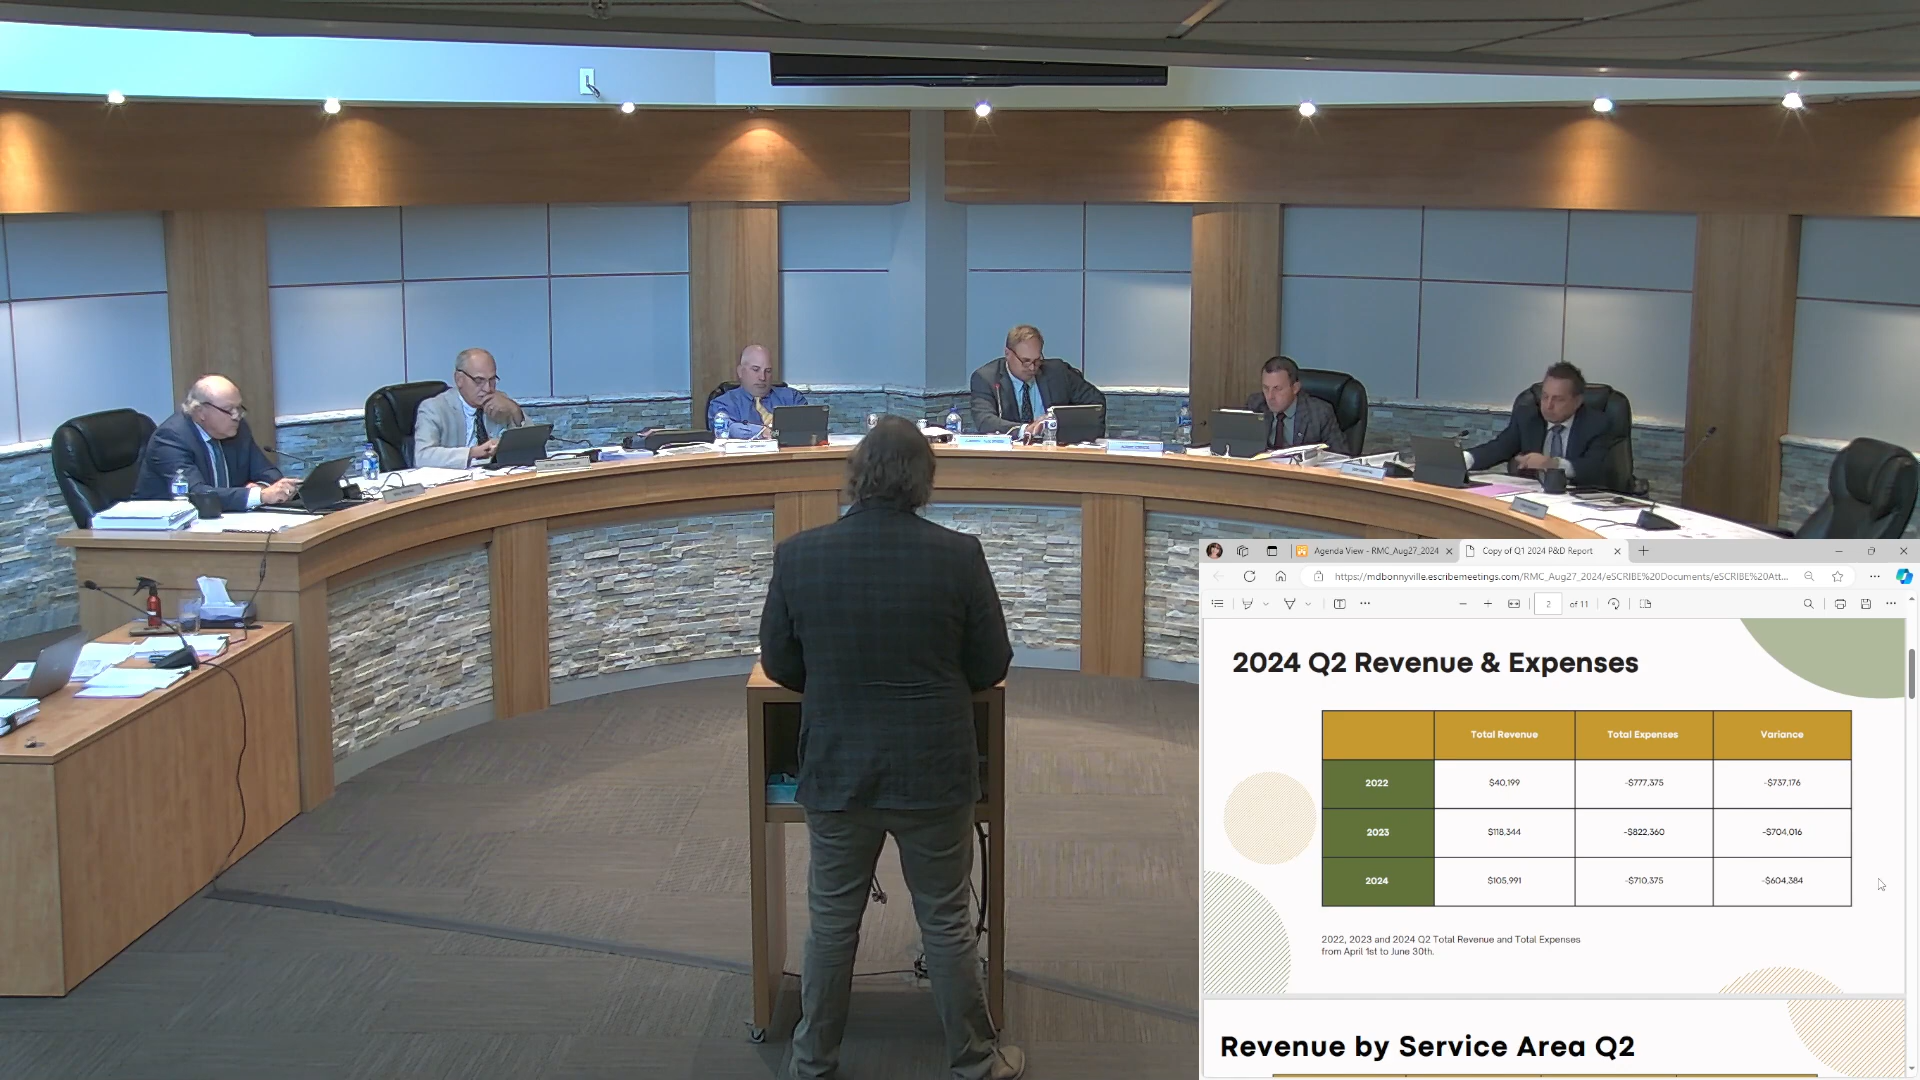 Agenda View - RMC_Aug27_2024
Copy of Q1 2024 P&D Report
https://mdbonnyville.escribemeetings.com/RMC_Aug27_2024/eSCRIBE%20Documents/eSCRIBE%20Att...
2 of 11
2024 Q2 Revenue & Expenses
Total Revenue Total Expenses Variance
2022 $40,199 -$777,375 -$737,176
2023 $118,344 -$822,360 -$704,016
2024 $105,991 -$710,375 -$604,384
2022, 2023 and 2024 Q2 Total Revenue and Total Expenses
from April 1st to June 30th.
Revenue by Service Area Q2